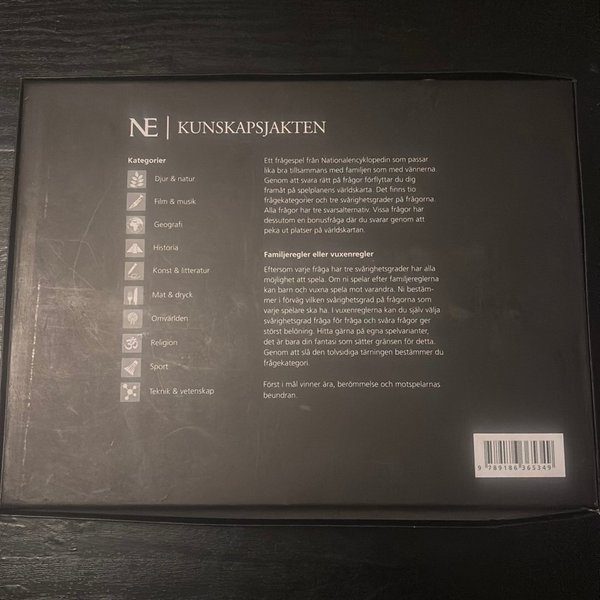 NE | KUNSKAPSJAKTEN
Kategorier
Djur & natur
Film & musik
Geografi
Historia
Konst & litteratur
Mat & dryck
Omvärlden
Religion
Sport
Teknik & vetenskap
Ett frågespel från Nationalencyklopedin som passar
lika bra tillsammans med familjen som med vännerna.
Genom att svara rätt på frågor förflyttar du dig
framåt på spelplanens världskarta. Det finns tio
frågekategorier och tre svårighetsgrader på frågorna.
Alla frågor har tre svarsalternativ. Vissa frågor har
dessutom en bonusfråga där du svarar genom att
peka ut platser på världskartan.
Familjeregler eller vuxenregler
Eftersom varje fråga har tre svårighetsgrader har alla
möjlighet att spela. Om ni spelar efter familjereglerna
kan barn och vuxna spela mot varandra. Ni bestäm-
mer i förväg vilken svårighetsgrad på frågorna som
varje spelare ska ha. I vuxenreglerna kan du själv välja
svårighetsgrad fråga för fråga och svåra frågor ger
störst belöning. Hitta gärna på egna spelvarianter,
det är bara din fantasi som sätter gränsen för detta.
Genom att slå den tolvsidiga tärningen bestämmer du
frågekategori.
Först i mål vinner ära, berömmelse och motspelarnas
beundran.
9 789186 365349